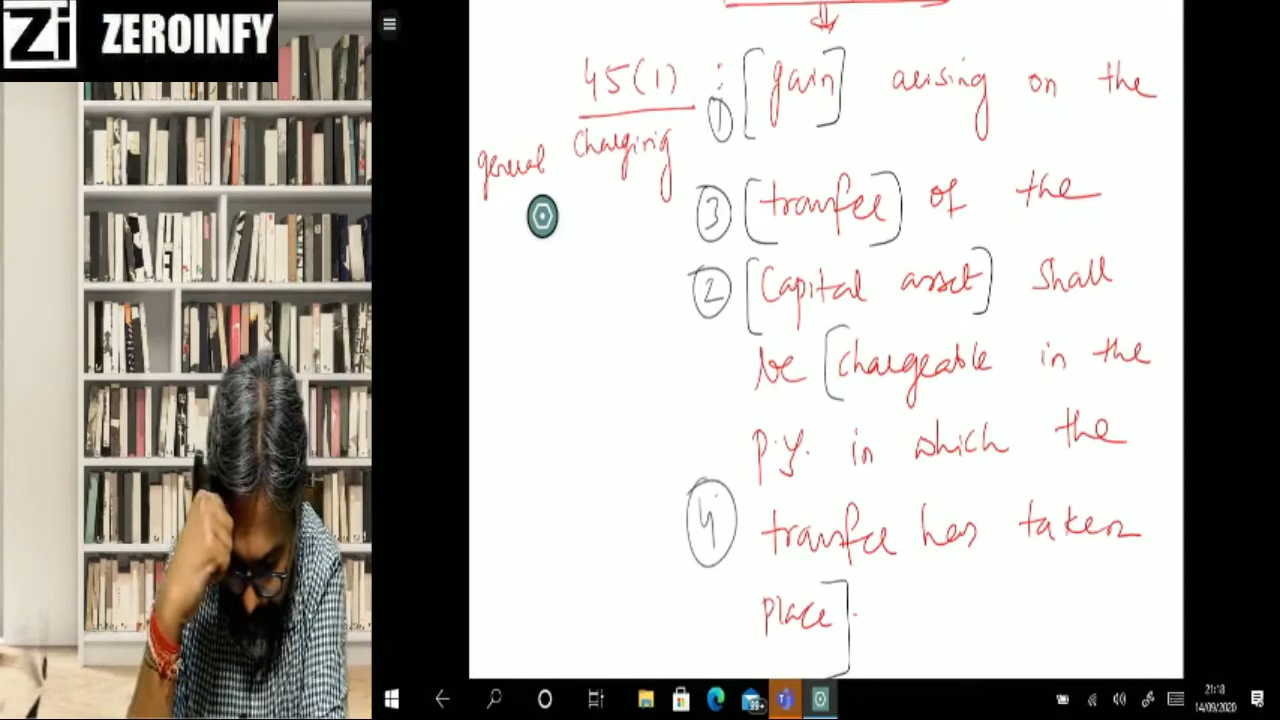 Zi ZEROINFY
45(1) : ① [gain] arising on the
general charging
③ [transfer] of the
② [Capital asset] shall
be [chargeable in the
p.y. in which the
④ transfer has taken
place].
99+
21:18
14/09/2020